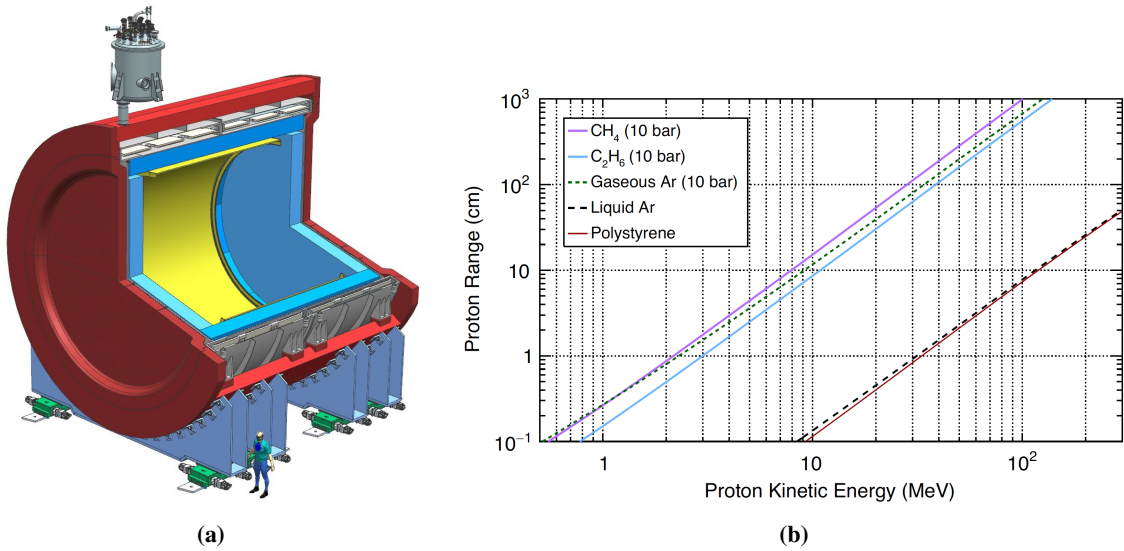 10³
10²
10
1
10⁻¹
Proton Range (cm)
CH₄ (10 bar)
C₂H₆ (10 bar)
Gaseous Ar (10 bar)
Liquid Ar
Polystyrene
1
10
10²
Proton Kinetic Energy (MeV)
(a)
(b)